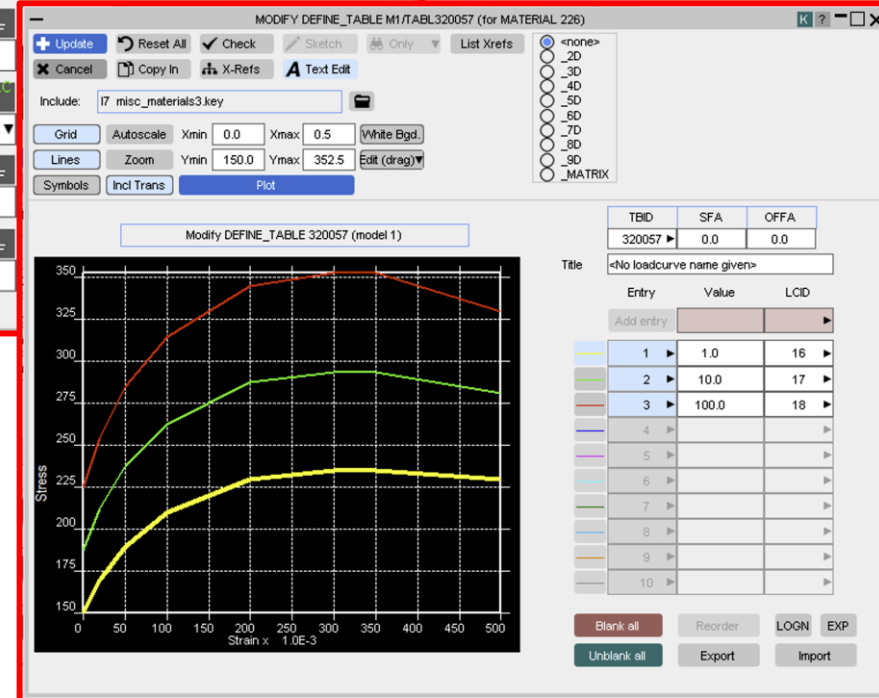 MODIFY DEFINE_TABLE M1/TABL320057 (for MATERIAL 226)
K ?
Update Reset All Check Sketch Only List Xrefs
Cancel Copy In X-Refs A Text Edit
<none>
_2D
_3D
_4D
_5D
_6D
_7D
_8D
_9D
_MATRIX
Include: I7 misc_materials3.key
Grid Autoscale Xmin 0.0 Xmax 0.5 White Bgd.
Lines Zoom Ymin 150.0 Ymax 352.5 Edit (drag)
Symbols Incl Trans Plot
TBID SFA OFFA
320057 0.0 0.0
Modify DEFINE_TABLE 320057 (model 1)
Title <No loadcurve name given>
Entry Value LCID
Add entry
1 1.0 16
2 10.0 17
3 100.0 18
4
5
6
7
8
9
10
350
325
300
275
250
225
200
175
150
Stress
0 50 100 150 200 250 300 350 400 450 500
Strain x 1.0E-3
Blank all Reorder LOGN EXP
Unblank all Export Import